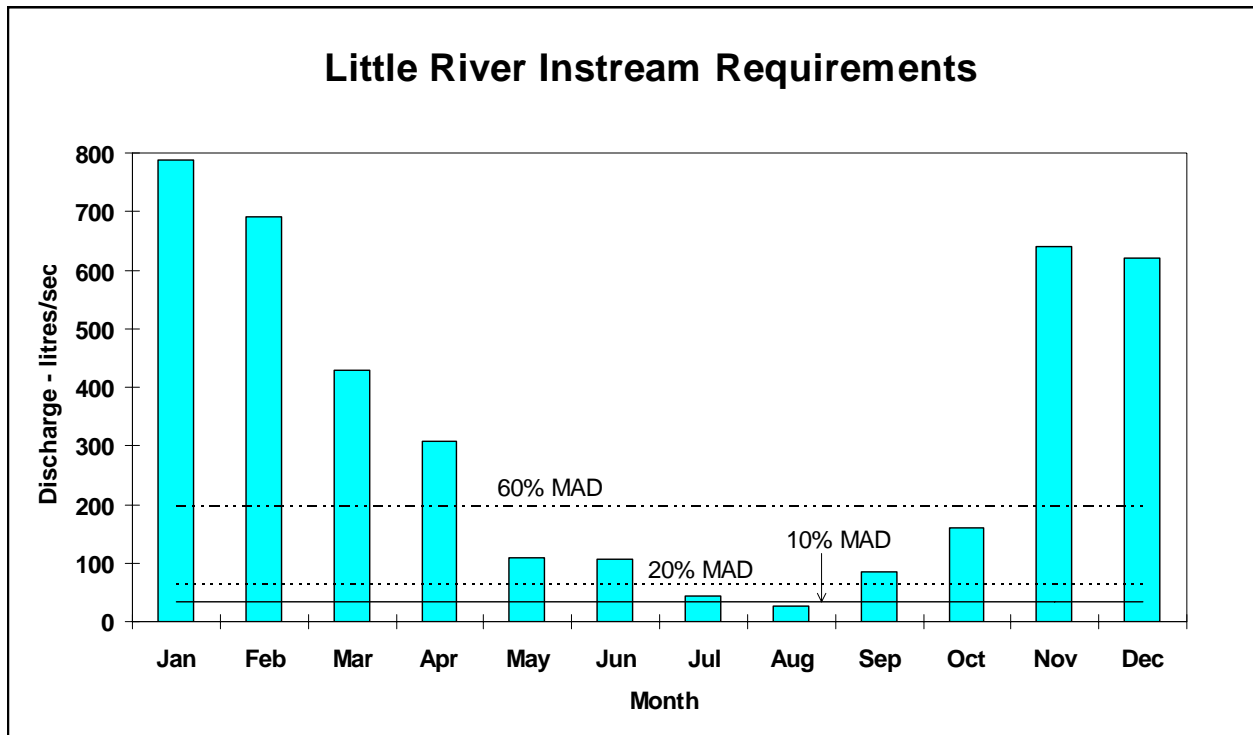 Little River Instream Requirements
800
700
600
500
400
300
200
100
0
Discharge - litres/sec
60% MAD
20% MAD
10% MAD
Jan Feb Mar Apr May Jun Jul Aug Sep Oct Nov Dec
Month